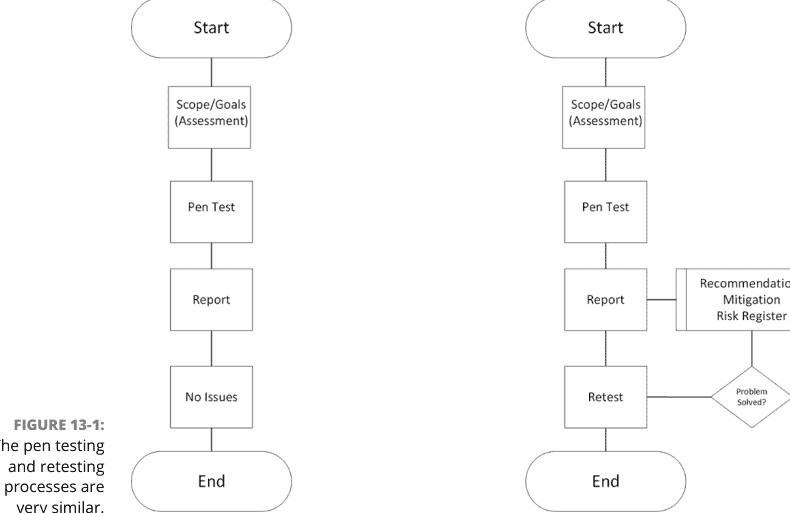 Start
Scope/Goals
(Assessment)
Pen Test
Report
No Issues
End
Start
Scope/Goals
(Assessment)
Pen Test
Report
Recommendatio
Mitigation
Risk Register
Problem
Solved?
Retest
End
FIGURE 13-1:
he pen testing
and retesting
processes are
very similar.